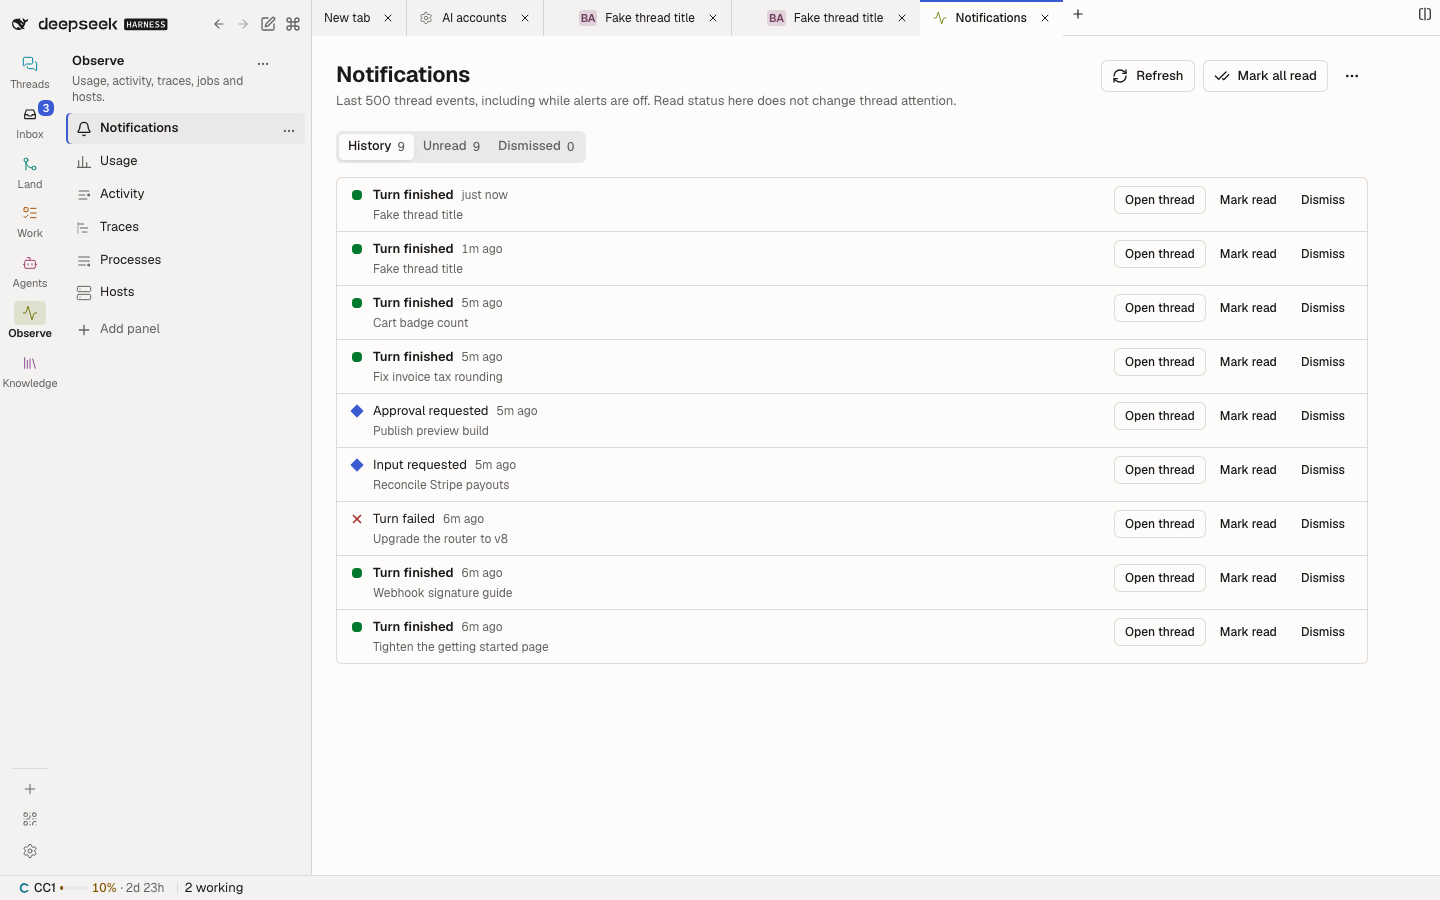 deepseek HARNESS
New tab
AI accounts
BA Fake thread title
BA Fake thread title
Notifications
Threads
3
Inbox
Land
Work
Agents
Observe
Knowledge
Observe
Usage, activity, traces, jobs and
hosts.
Notifications
Usage
Activity
Traces
Processes
Hosts
Add panel
Notifications
Last 500 thread events, including while alerts are off. Read status here does not change thread attention.
Refresh
Mark all read
History 9
Unread 9
Dismissed 0
Turn finished just now
Fake thread title
Open thread Mark read Dismiss
Turn finished 1m ago
Fake thread title
Open thread Mark read Dismiss
Turn finished 5m ago
Cart badge count
Open thread Mark read Dismiss
Turn finished 5m ago
Fix invoice tax rounding
Open thread Mark read Dismiss
Approval requested 5m ago
Publish preview build
Open thread Mark read Dismiss
Input requested 5m ago
Reconcile Stripe payouts
Open thread Mark read Dismiss
Turn failed 6m ago
Upgrade the router to v8
Open thread Mark read Dismiss
Turn finished 6m ago
Webhook signature guide
Open thread Mark read Dismiss
Turn finished 6m ago
Tighten the getting started page
Open thread Mark read Dismiss
C CC1 10% · 2d 23h 2 working